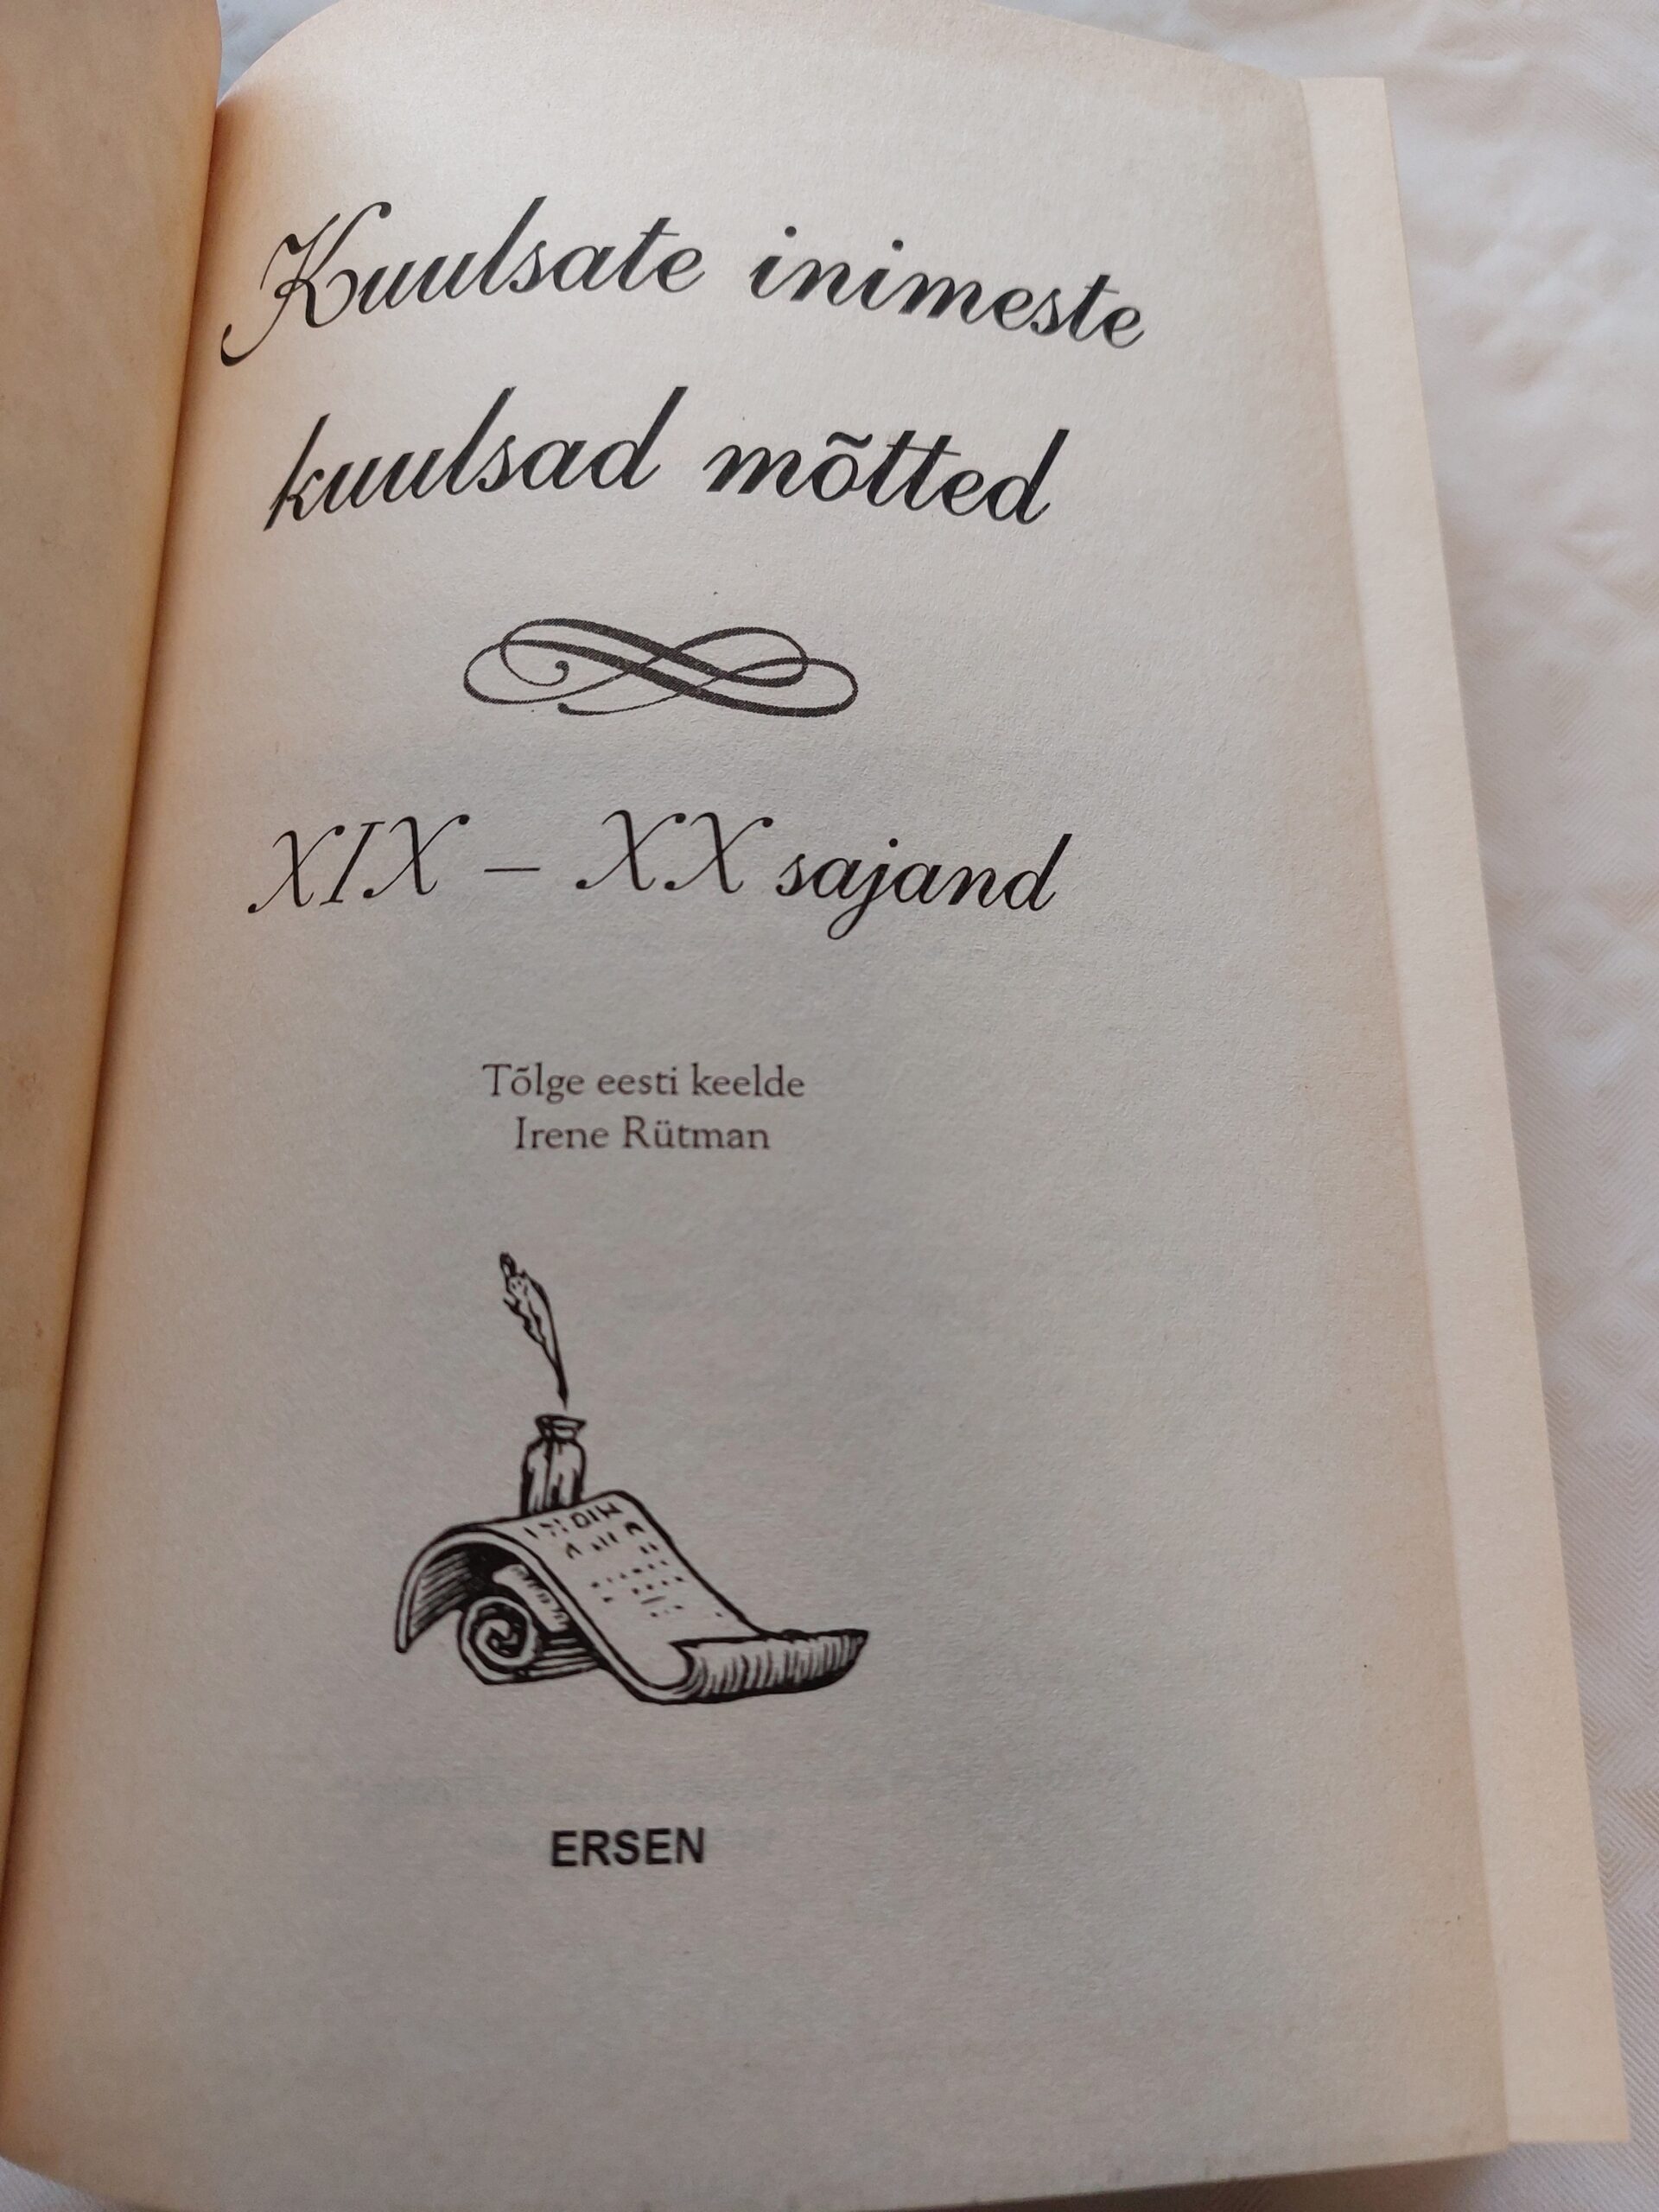 Kuulsate inimeste
kuulsad mõtted
XIX – XX sajand
Tõlge eesti keelde
Irene Rütman
ERSEN